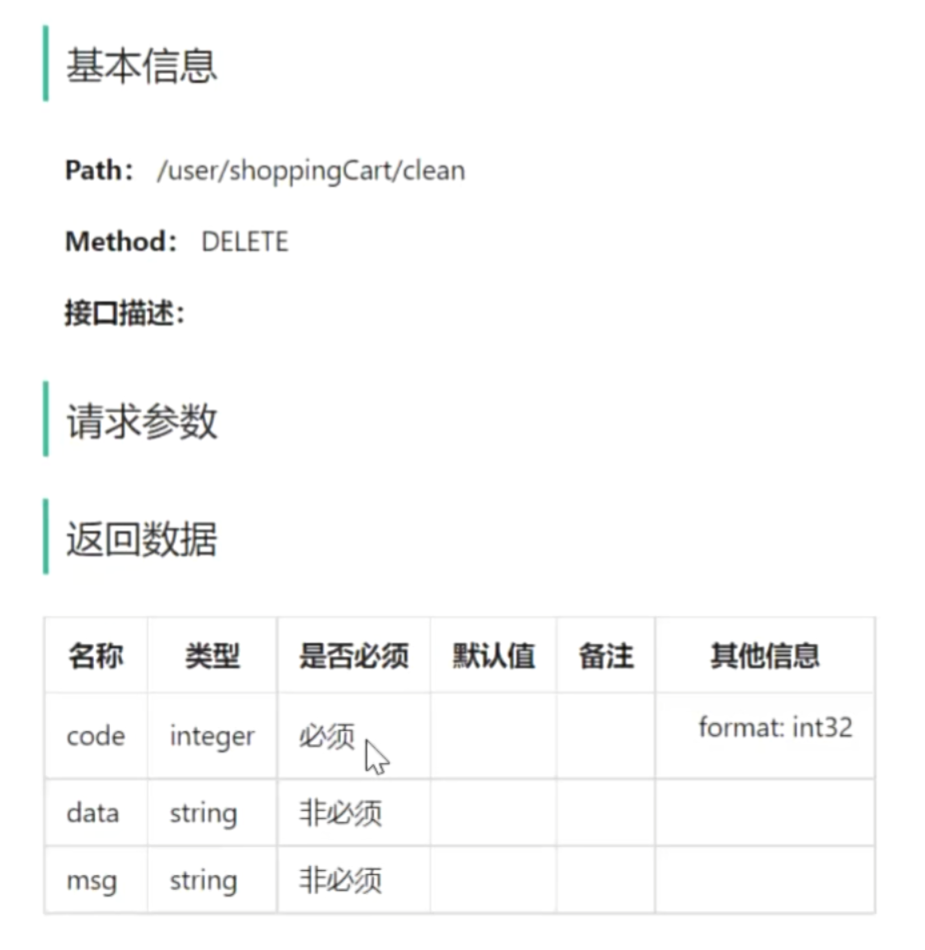 基本信息
Path： /user/shoppingCart/clean
Method： DELETE
接口描述：
请求参数
返回数据
名称 类型 是否必须 默认值 备注 其他信息
code integer 必须 format: int32
data string 非必须
msg string 非必须